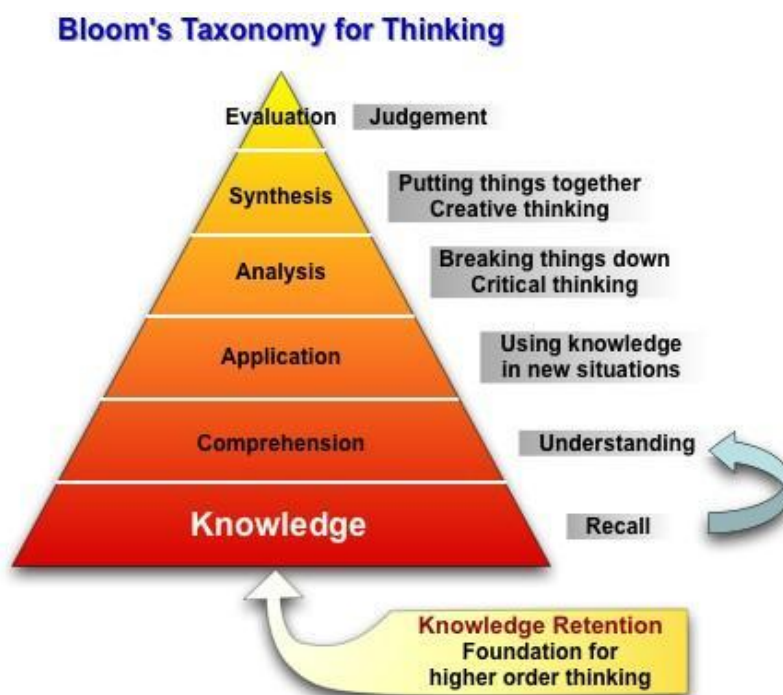 Bloom's Taxonomy for Thinking
Evaluation Judgement
Synthesis
Putting things together
Creative thinking
Analysis
Breaking things down
Critical thinking
Application
Using knowledge
in new situations
Comprehension Understanding
Knowledge Recall
Knowledge Retention
Foundation for
higher order thinking